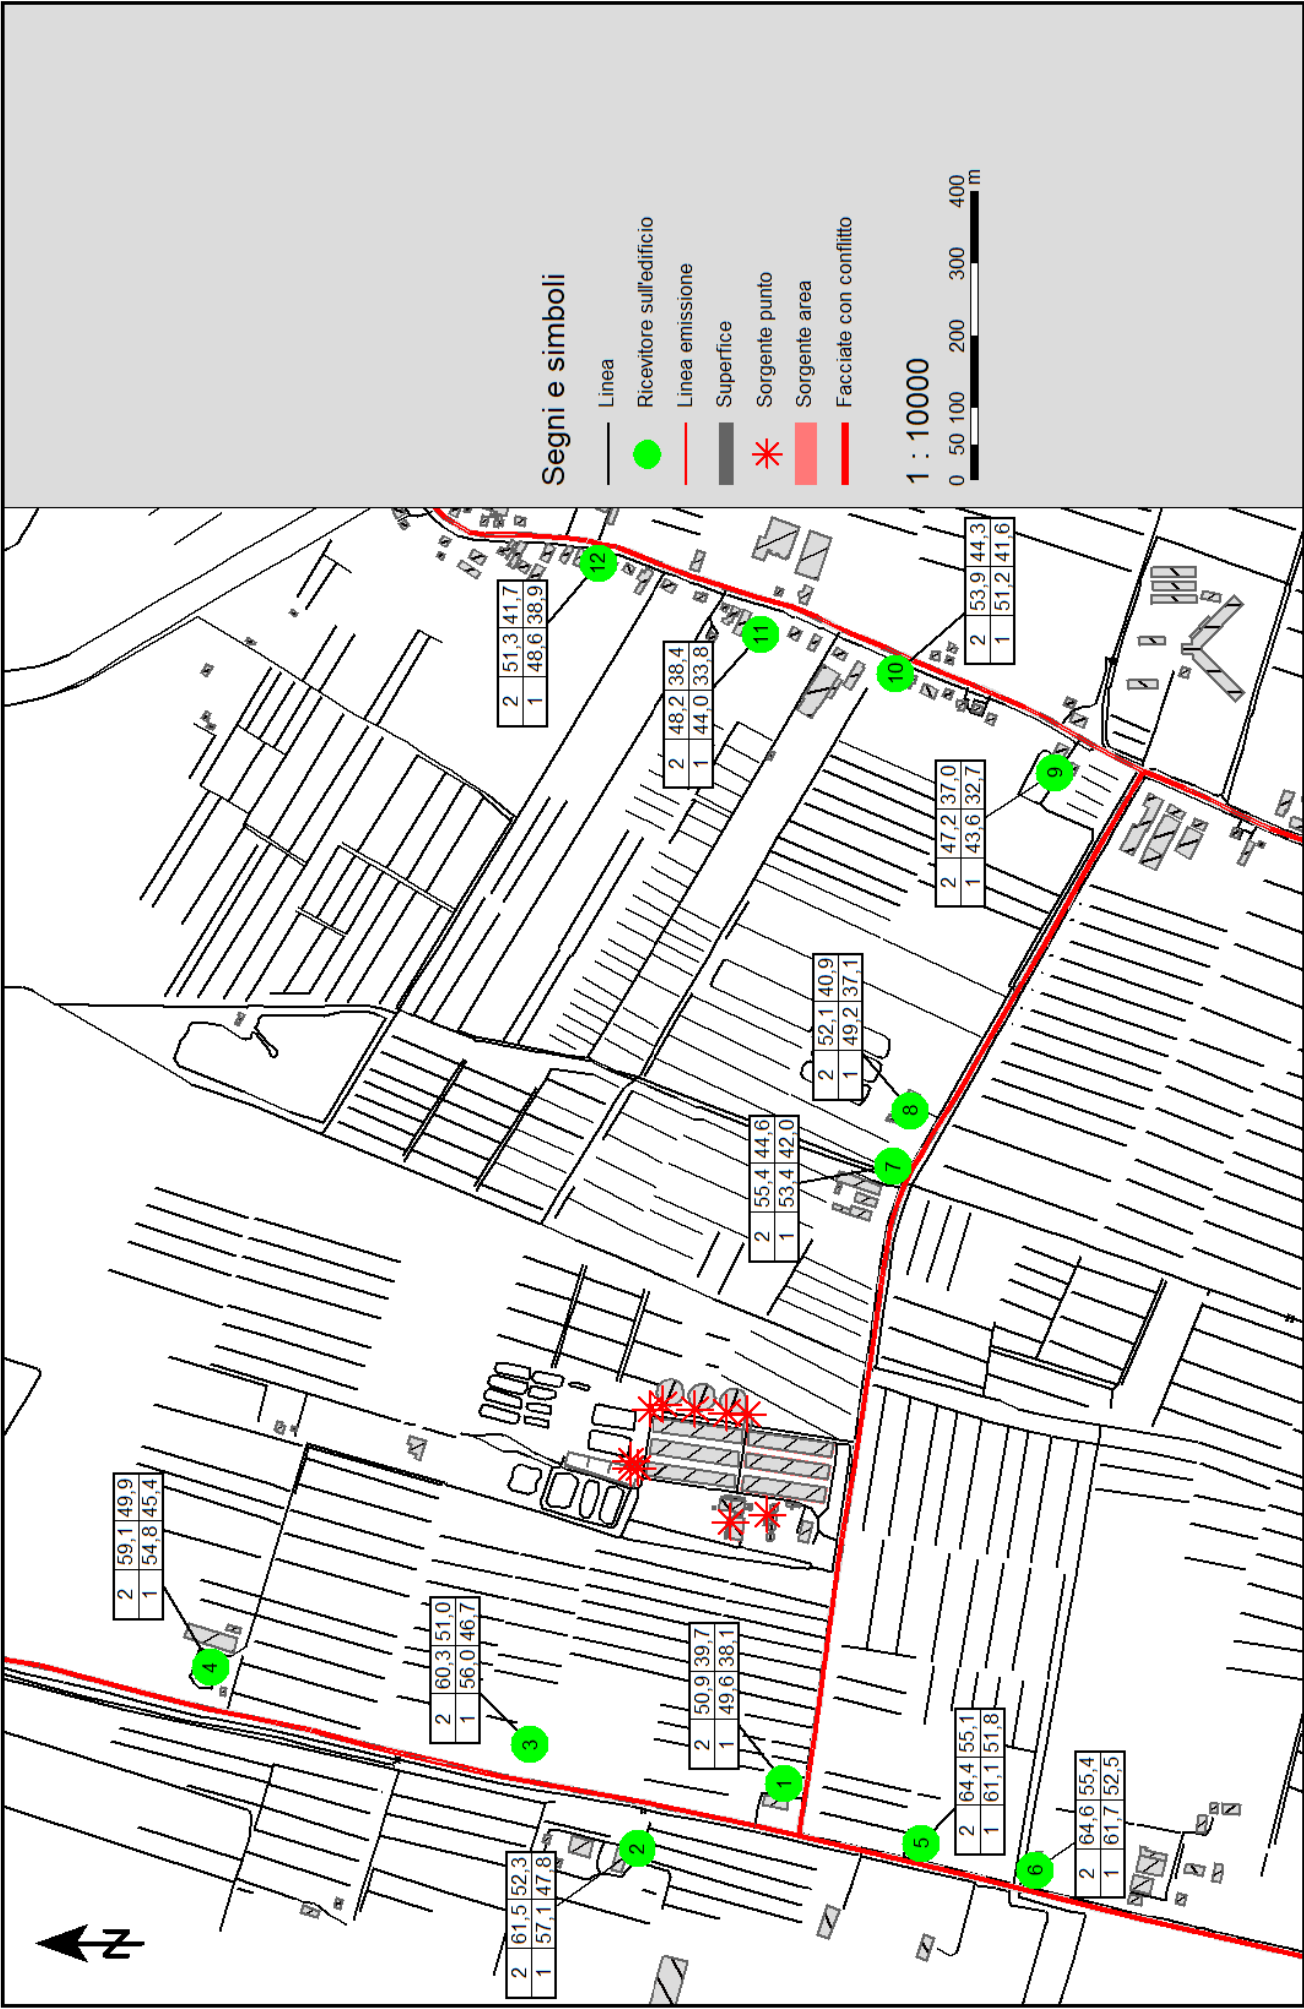 N
2 59,1 49,9
1 54,8 45,4
4
2 60,3 51,0
1 56,0 46,7
3
2 61,5 52,3
1 57,1 47,8
2
2 50,9 39,7
1 49,6 38,1
1
2 64,4 55,1
1 61,1 51,8
5
2 64,6 55,4
1 61,7 52,5
6
2 55,4 44,6
1 53,4 42,0
7
2 52,1 40,9
1 49,2 37,1
8
2 47,2 37,0
1 43,6 32,7
9
2 53,9 44,3
1 51,2 41,6
10
2 48,2 38,4
1 44,0 33,8
11
2 51,3 41,7
1 48,6 38,9
12
Segni e simboli
Linea
Ricevitore sull'edificio
Linea emissione
Superfice
Sorgente punto
Sorgente area
Facciate con conflitto
1 : 10000
0 50 100 200 300 400
m